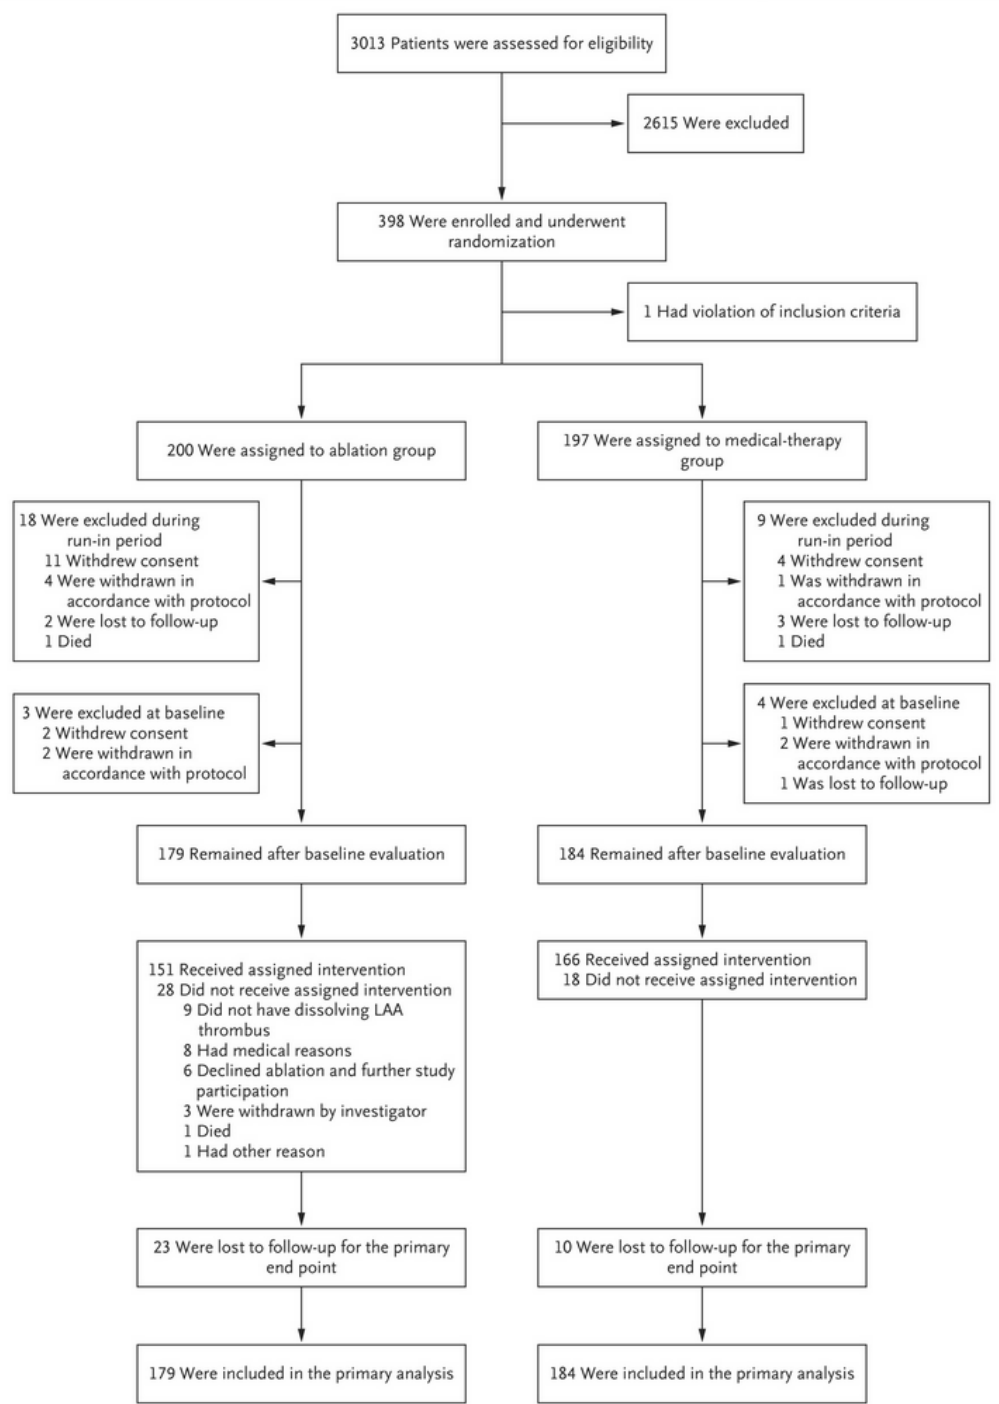 3013 Patients were assessed for eligibility
2615 Were excluded
398 Were enrolled and underwent
randomization
1 Had violation of inclusion criteria
200 Were assigned to ablation group
197 Were assigned to medical-therapy
group
18 Were excluded during
run-in period
11 Withdrew consent
4 Were withdrawn in
accordance with protocol
2 Were lost to follow-up
1 Died
9 Were excluded during
run-in period
4 Withdrew consent
1 Was withdrawn in
accordance with protocol
3 Were lost to follow-up
1 Died
3 Were excluded at baseline
2 Withdrew consent
2 Were withdrawn in
accordance with protocol
4 Were excluded at baseline
1 Withdrew consent
2 Were withdrawn in
accordance with protocol
1 Was lost to follow-up
179 Remained after baseline evaluation
184 Remained after baseline evaluation
151 Received assigned intervention
28 Did not receive assigned intervention
9 Did not have dissolving LAA
thrombus
8 Had medical reasons
6 Declined ablation and further study
participation
3 Were withdrawn by investigator
1 Died
1 Had other reason
166 Received assigned intervention
18 Did not receive assigned intervention
23 Were lost to follow-up for the primary
end point
10 Were lost to follow-up for the primary
end point
179 Were included in the primary analysis
184 Were included in the primary analysis